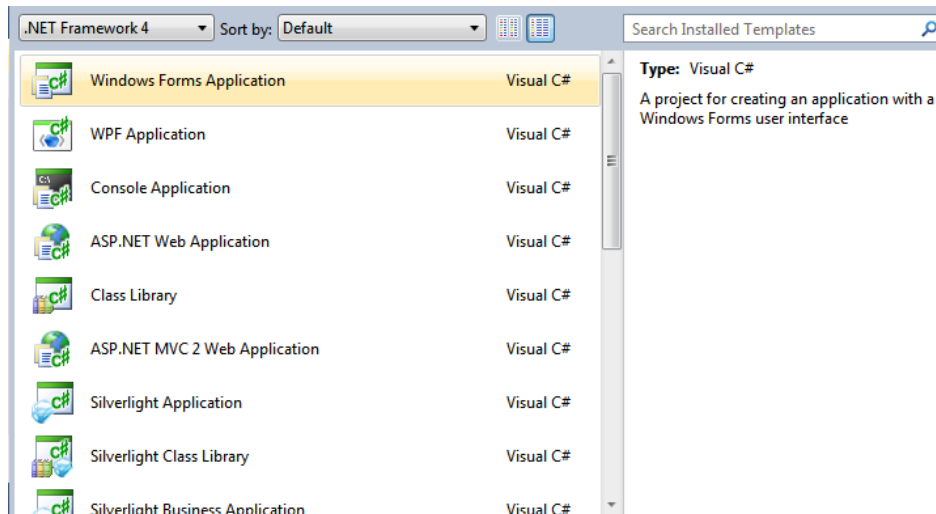 .NET Framework 4 Sort by: Default Search Installed Templates
Windows Forms Application Visual C#
WPF Application Visual C#
Console Application Visual C#
ASP.NET Web Application Visual C#
Class Library Visual C#
ASP.NET MVC 2 Web Application Visual C#
Silverlight Application Visual C#
Silverlight Class Library Visual C#
Silverlight Business Application Visual C#
Type: Visual C#
A project for creating an application with a
Windows Forms user interface